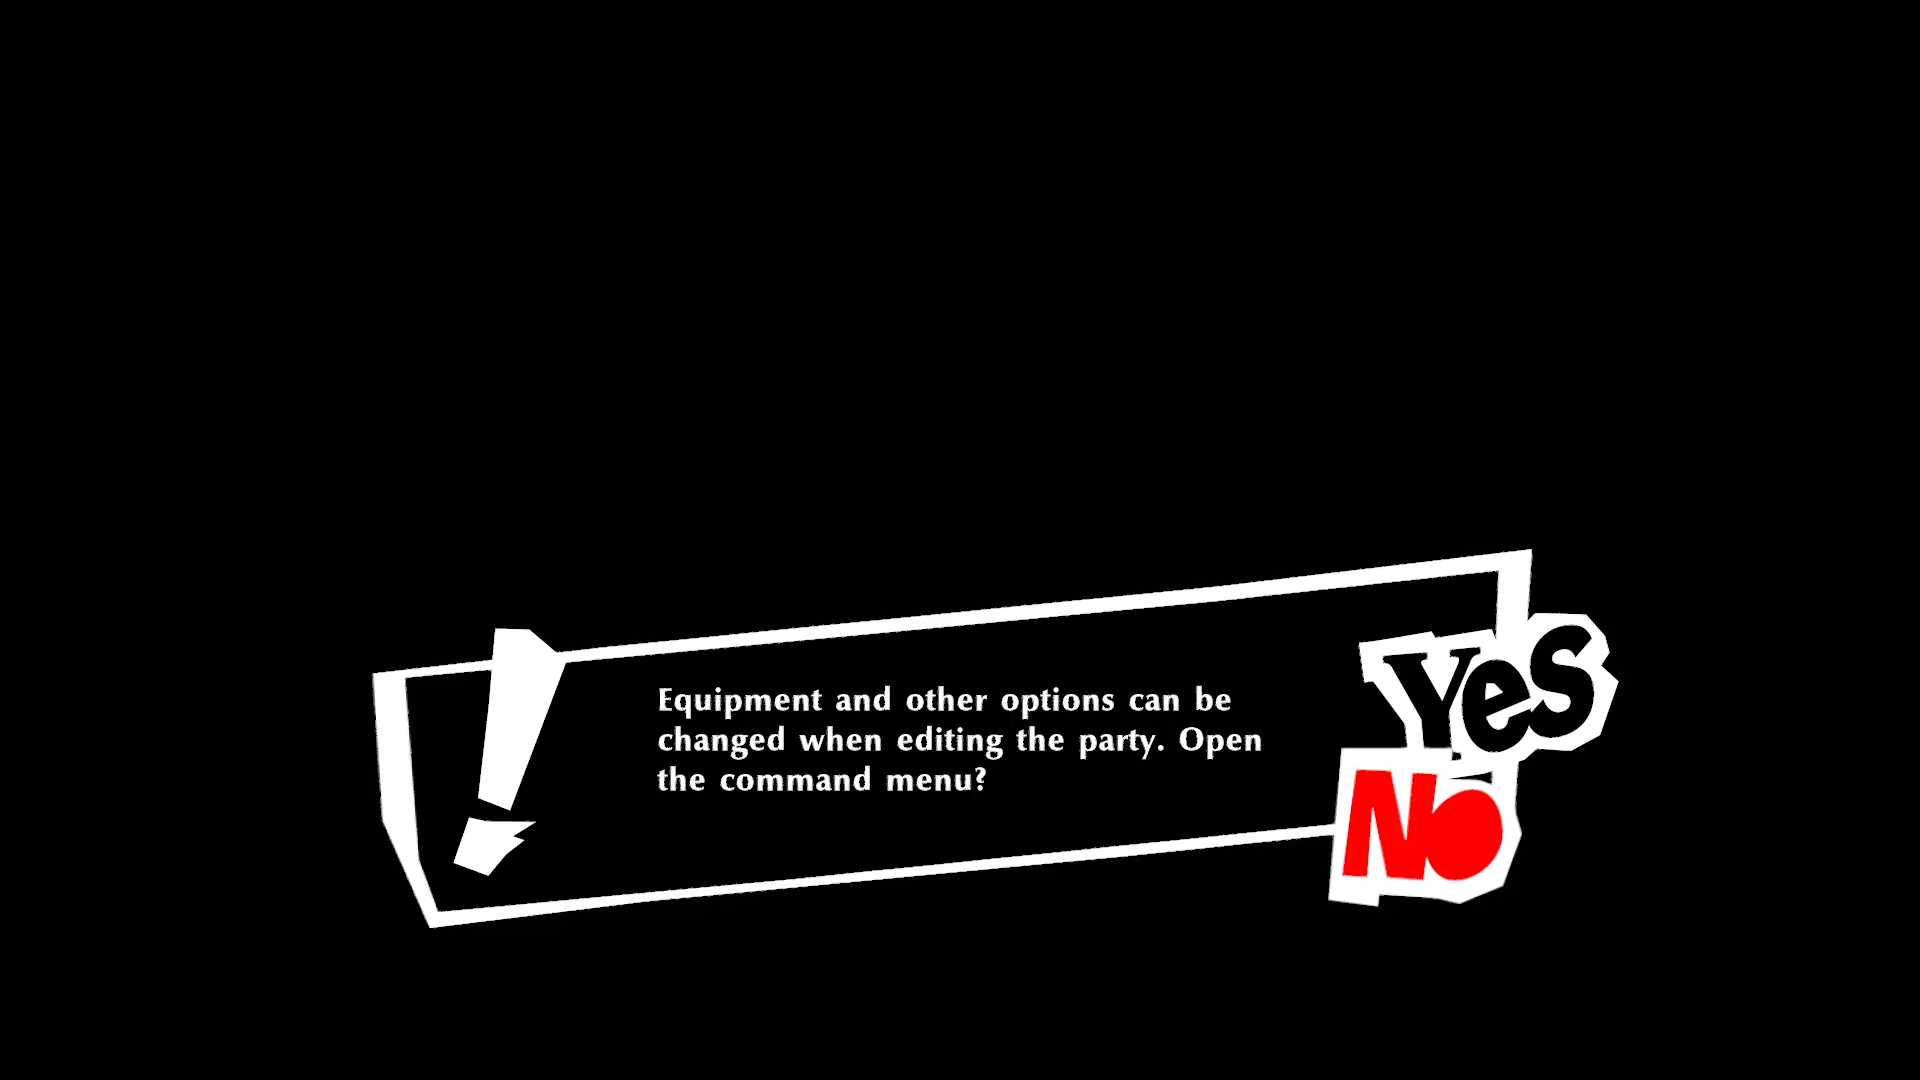 Equipment and other options can be
changed when editing the party. Open
the command menu?
Yes
No